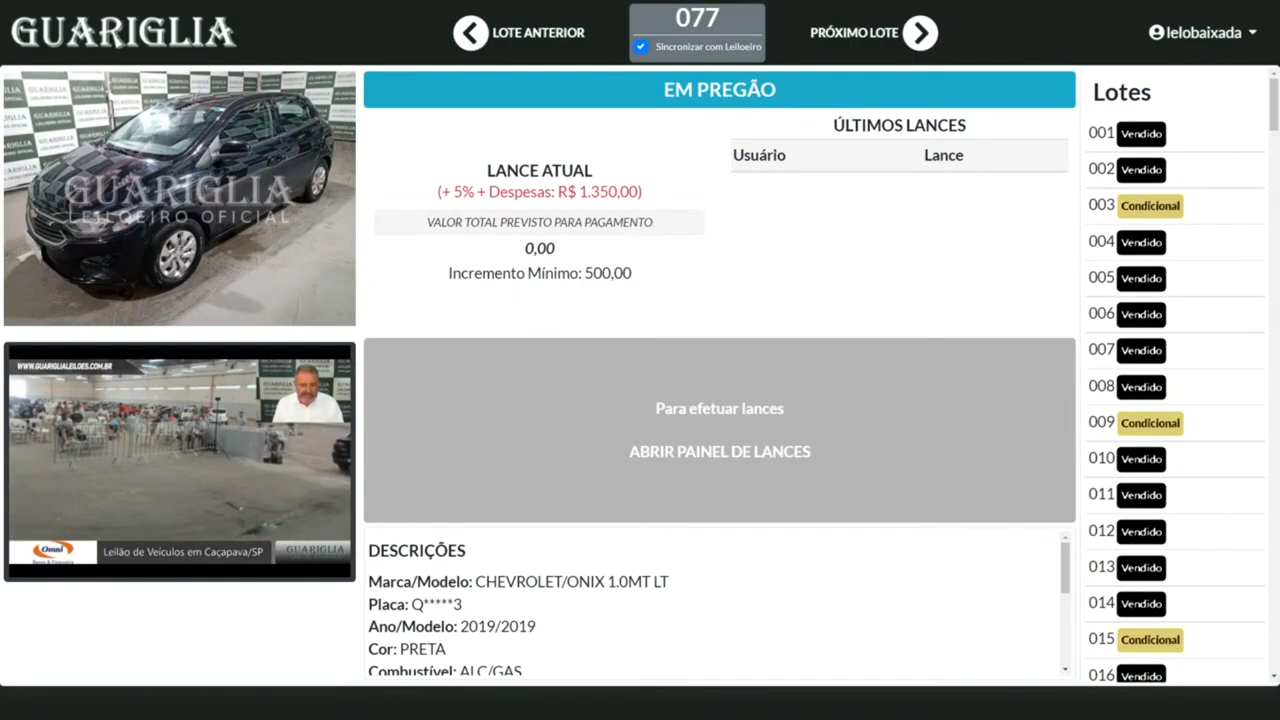 GUARIGLIA
LOTE ANTERIOR
077
Sincronizar com Leiloeiro
PRÓXIMO LOTE
lelobaixada
GUARIGLIA
LEILOEIRO OFICIAL
EM PREGÃO
LANCE ATUAL
(+ 5% + Despesas: R$ 1.350,00)
VALOR TOTAL PREVISTO PARA PAGAMENTO
0,00
Incremento Mínimo: 500,00
ÚLTIMOS LANCES
Usuário Lance
Para efetuar lances
ABRIR PAINEL DE LANCES
WWW.GUARIGLIALEILOES.COM.BR
Omni
Leilão de Veículos em Caçapava/SP
GUARIGLIA
DESCRIÇÕES
Marca/Modelo: CHEVROLET/ONIX 1.0MT LT
Placa: Q*****3
Ano/Modelo: 2019/2019
Cor: PRETA
Combustível: ALC/GAS
Lotes
001 Vendido
002 Vendido
003 Condicional
004 Vendido
005 Vendido
006 Vendido
007 Vendido
008 Vendido
009 Condicional
010 Vendido
011 Vendido
012 Vendido
013 Vendido
014 Vendido
015 Condicional
016 Vendido